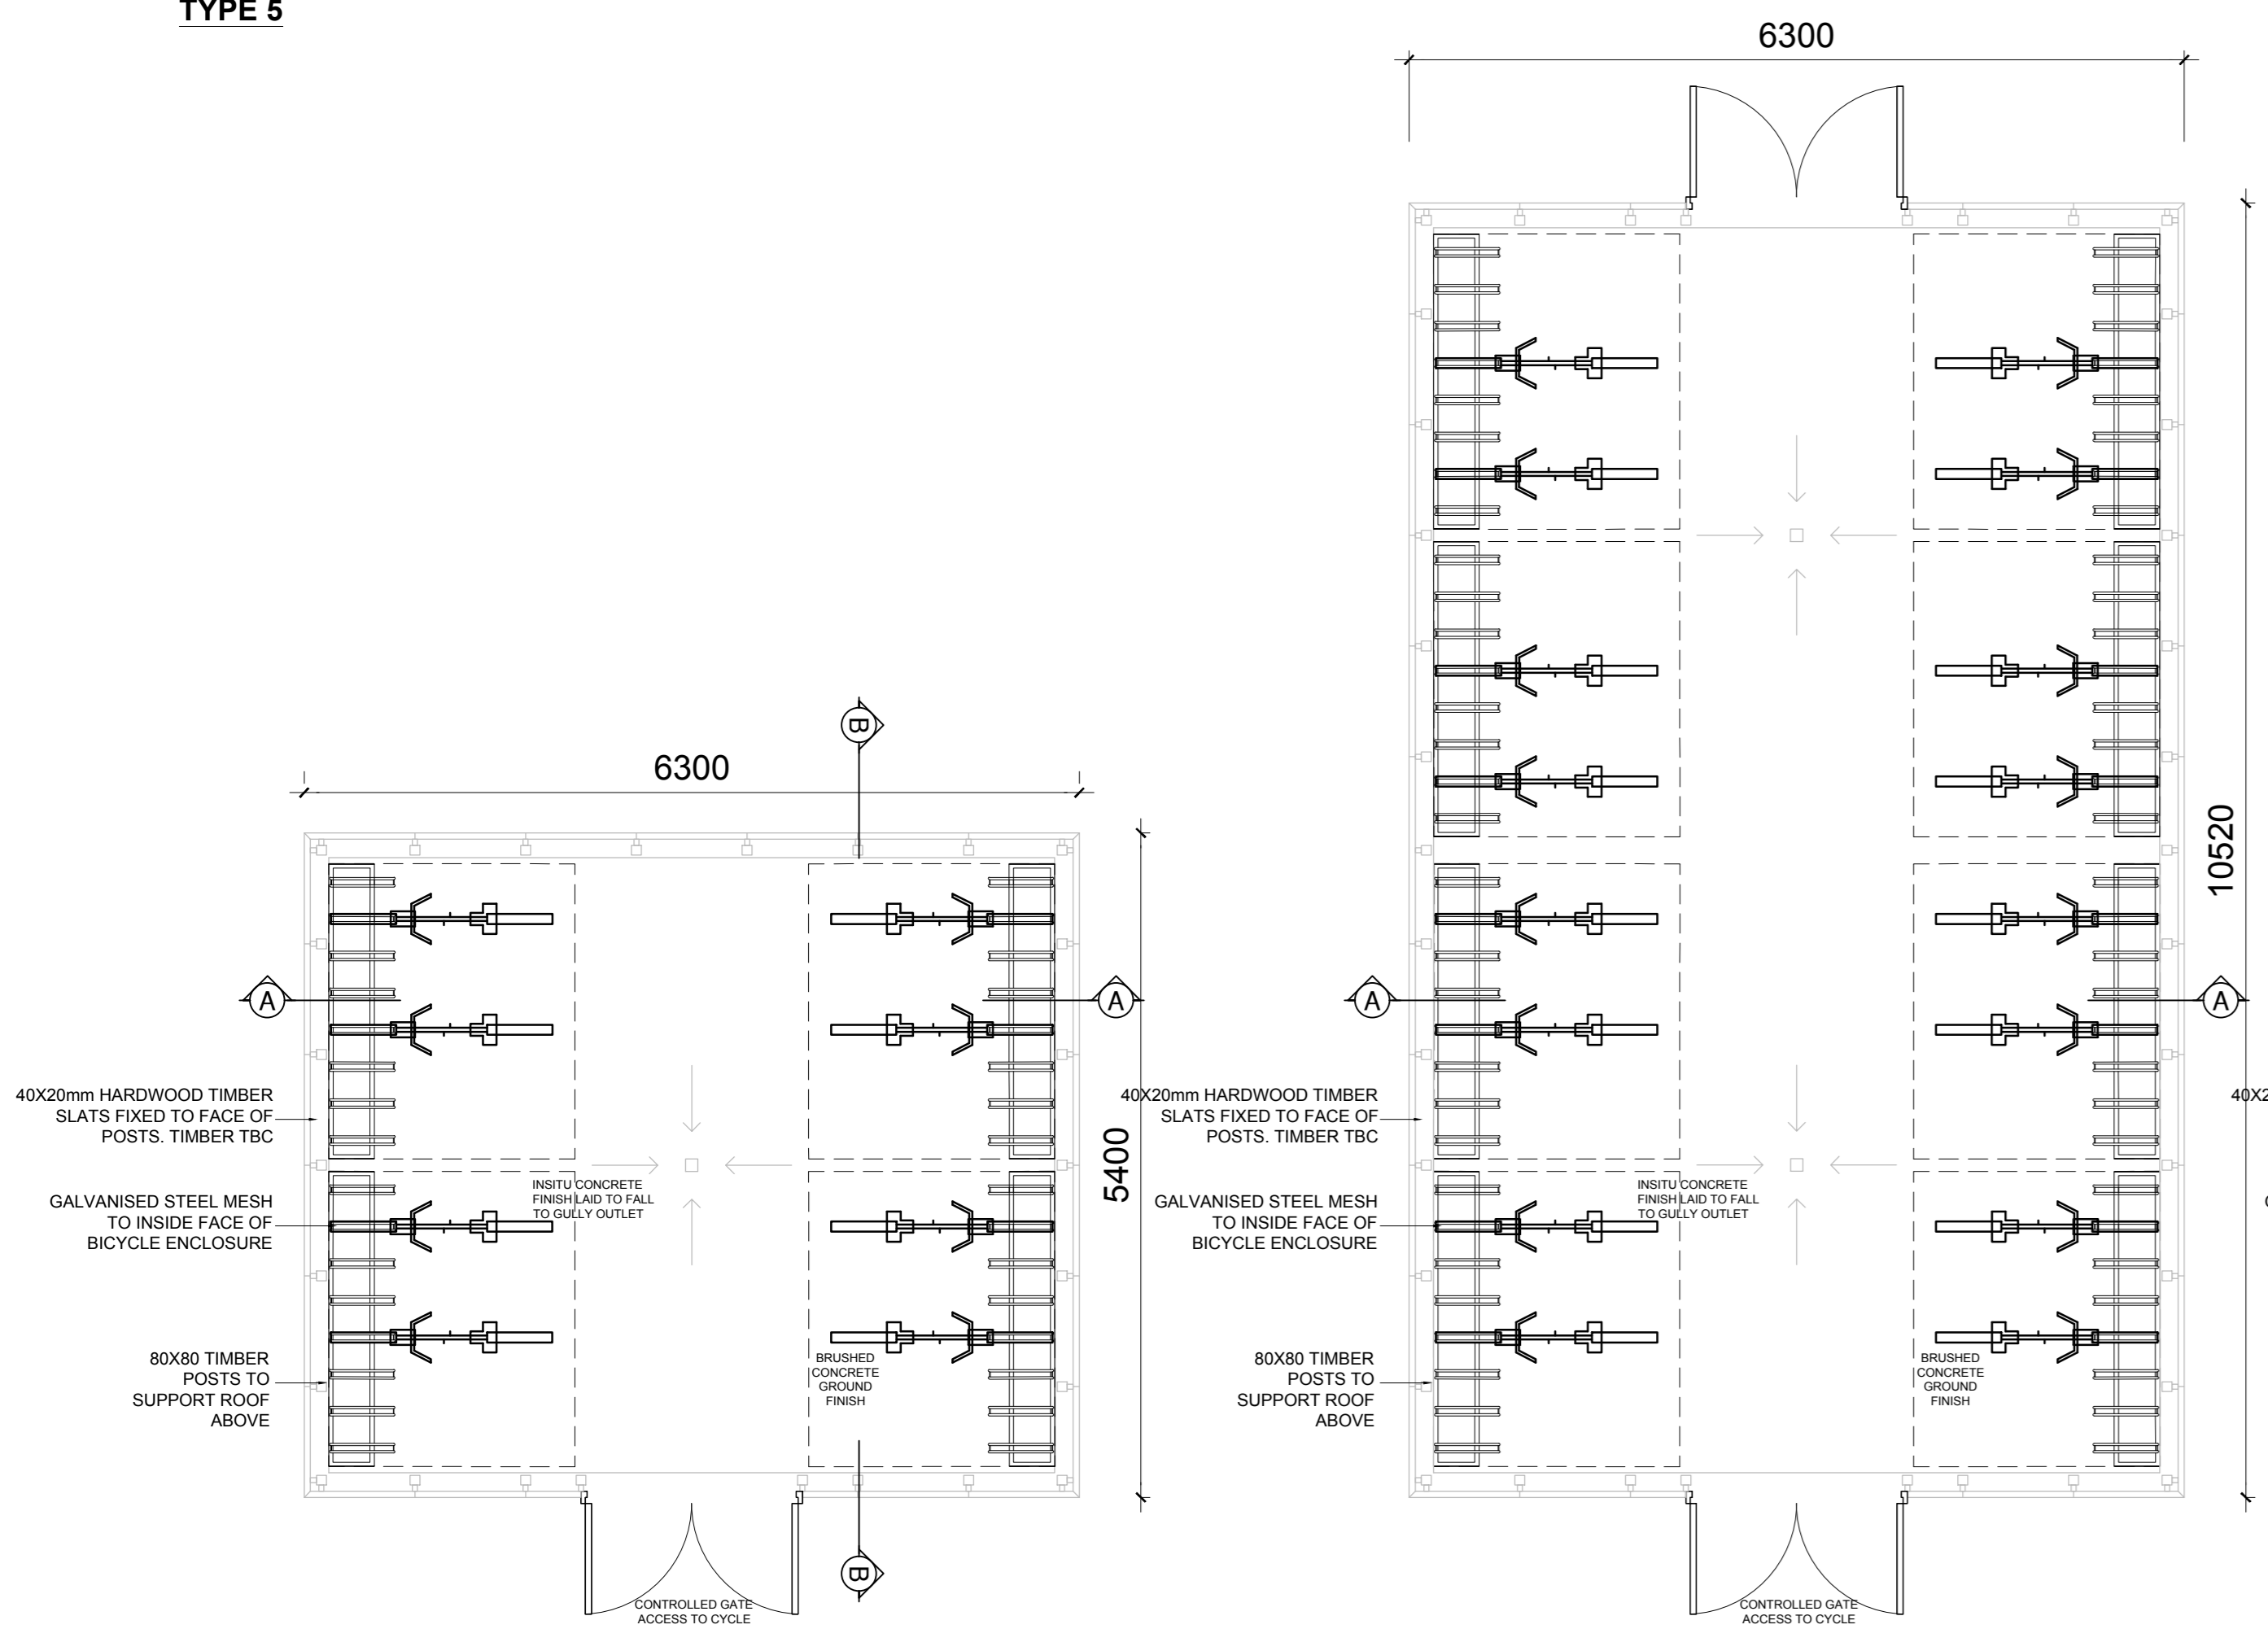 TYPE 5
6300
B
6300
A
A
40X20mm HARDWOOD TIMBER
SLATS FIXED TO FACE OF
POSTS. TIMBER TBC
GALVANISED STEEL MESH
TO INSIDE FACE OF
BICYCLE ENCLOSURE
80X80 TIMBER
POSTS TO
SUPPORT ROOF
ABOVE
INSITU CONCRETE
FINISH LAID TO FALL
TO GULLY OUTLET
BRUSHED
CONCRETE
GROUND
FINISH
5400
B
CONTROLLED GATE
ACCESS TO CYCLE
A
A
40X20mm HARDWOOD TIMBER
SLATS FIXED TO FACE OF
POSTS. TIMBER TBC
GALVANISED STEEL MESH
TO INSIDE FACE OF
BICYCLE ENCLOSURE
80X80 TIMBER
POSTS TO
SUPPORT ROOF
ABOVE
INSITU CONCRETE
FINISH LAID TO FALL
TO GULLY OUTLET
BRUSHED
CONCRETE
GROUND
FINISH
10520
CONTROLLED GATE
ACCESS TO CYCLE